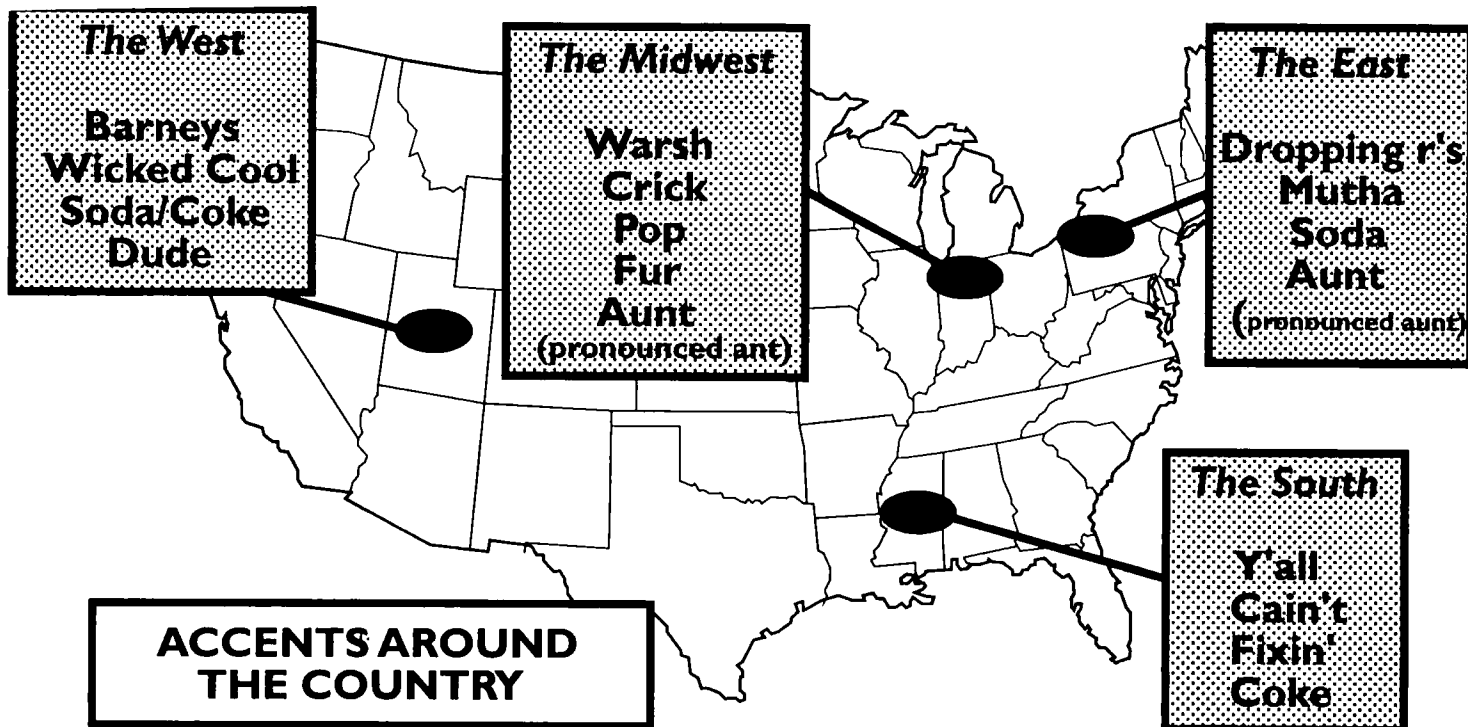 The West
Barneys
Wicked Cool
Soda/Coke
Dude
The Midwest
Warsh
Crick
Pop
Fur
Aunt
(pronounced ant)
The East
Dropping r's
Mutha
Soda
Aunt
(pronounced aunt)
The South
Y'all
Cain't
Fixin'
Coke
ACCENTS AROUND
THE COUNTRY